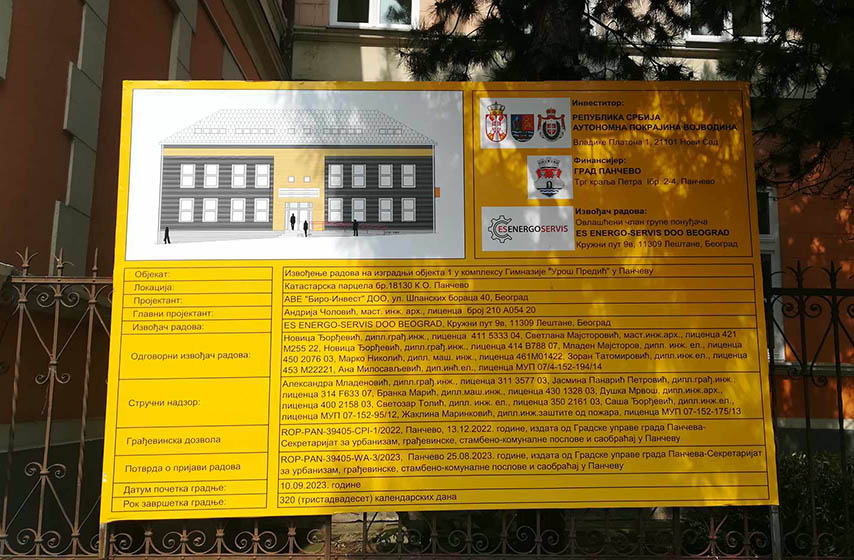 Инвеститор:
РЕПУБЛИКА СРБИЈА
АУТОНОМНА ПОКРАЈИНА ВОЈВОДИНА
Владике Платона 1, 21101 Нови Сад
Финансијер:
ГРАД ПАНЧЕВО
Трг краља Петра Iбр. 2-4, Панчево
Извођач радова:
Овлашћени члан групе понуђача
ES ENERGO-SERVIS DOO BEOGRAD
Кружни пут 9в, 11309 Лештане, Београд
ESENERGOSERVIS
Објекат: Извођење радова на изградњи објекта 1 у комплексу Гимназије "Урош Предић" у Панчеву
Локација: Катастарска парцела бр.18130 К.О. Панчево
Пројектант: АВЕ "Биро-Инвест" ДОО, ул. Шпанских бораца 40, Београд
Главни пројектант: Андрија Чоловић, маст. инж. арх., лиценца број 210 А054 20
Извођач радова: ES ENERGO-SERVIS DOO BEOGRAD, Кружни пут 9в, 11309 Лештане, Београд
Одговорни извођач радова: Новица Ђорђевић, дипл.грађ.инж., лиценца 411 5333 04, Светлана Мајсторовић, маст.инж.арх., лиценца 421
М255 22, Новица Ђорђевић, дипл.грађ.инж., лиценца 414 В788 07, Младен Мајсторов, дипл. инж. ел., лиценца
450 2076 03, Марко Николић, дипл. маш. инж., лиценца 461М01422, Зоран Татомировић, дипл. инж. ел., лиценца
453 М22221, Ана Милосављевић, дип.инћ.ел., лиценца МУП 07/4-152-194/14
Стручни надзор: Александра Младеновић, дипл.грађ.инж., лиценца 311 3577 03, Јасмина Панарић Петровић, дипл.грађ.инж.,
лиценца 314 F633 07, Бранка Марић, дипл.маш.инж., лиценца 430 1328 03, Душка Мрвош, дипл.инж.арх.,
лиценца 400 2158 03, Светозар Толић, дипл. инж. ел., лиценца 350 2161 03, Саша Ђорђевић, дипл.инж.ел.,
лиценца МУП 07-152-95/12, Жаклина Маринковић, дипл.инж.заштите од пожара, лиценца МУП 07-152-175/13
Грађевинска дозвола ROP-PAN-39405-CPI-1/2022, Панчево, 13.12.2022. године, издата од Градске управе града Панчева-
Секретаријат за урбанизам, грађевинске, стамбено-комуналне послове и саобраћај у Панчеву
Потврда о пријави радова ROP-PAN-39405-WA-3/2023, Панчево 25.08.2023. године, издата од Градске управе града Панчева-Секретаријат
за урбанизам, грађевинске, стамбено-комуналне послове и саобраћај у Панчеву
Датум почетка градње: 10.09.2023. године
Рок завршетка градње: 320 (тристадвадесет) календарских дана